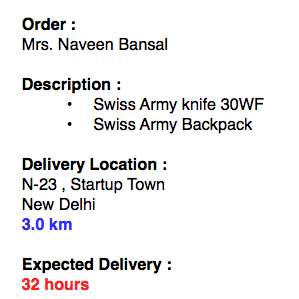 Order :
Mrs. Naveen Bansal
Description :
• Swiss Army knife 30WF
• Swiss Army Backpack
Delivery Location :
N-23 , Startup Town
New Delhi
3.0 km
Expected Delivery :
32 hours